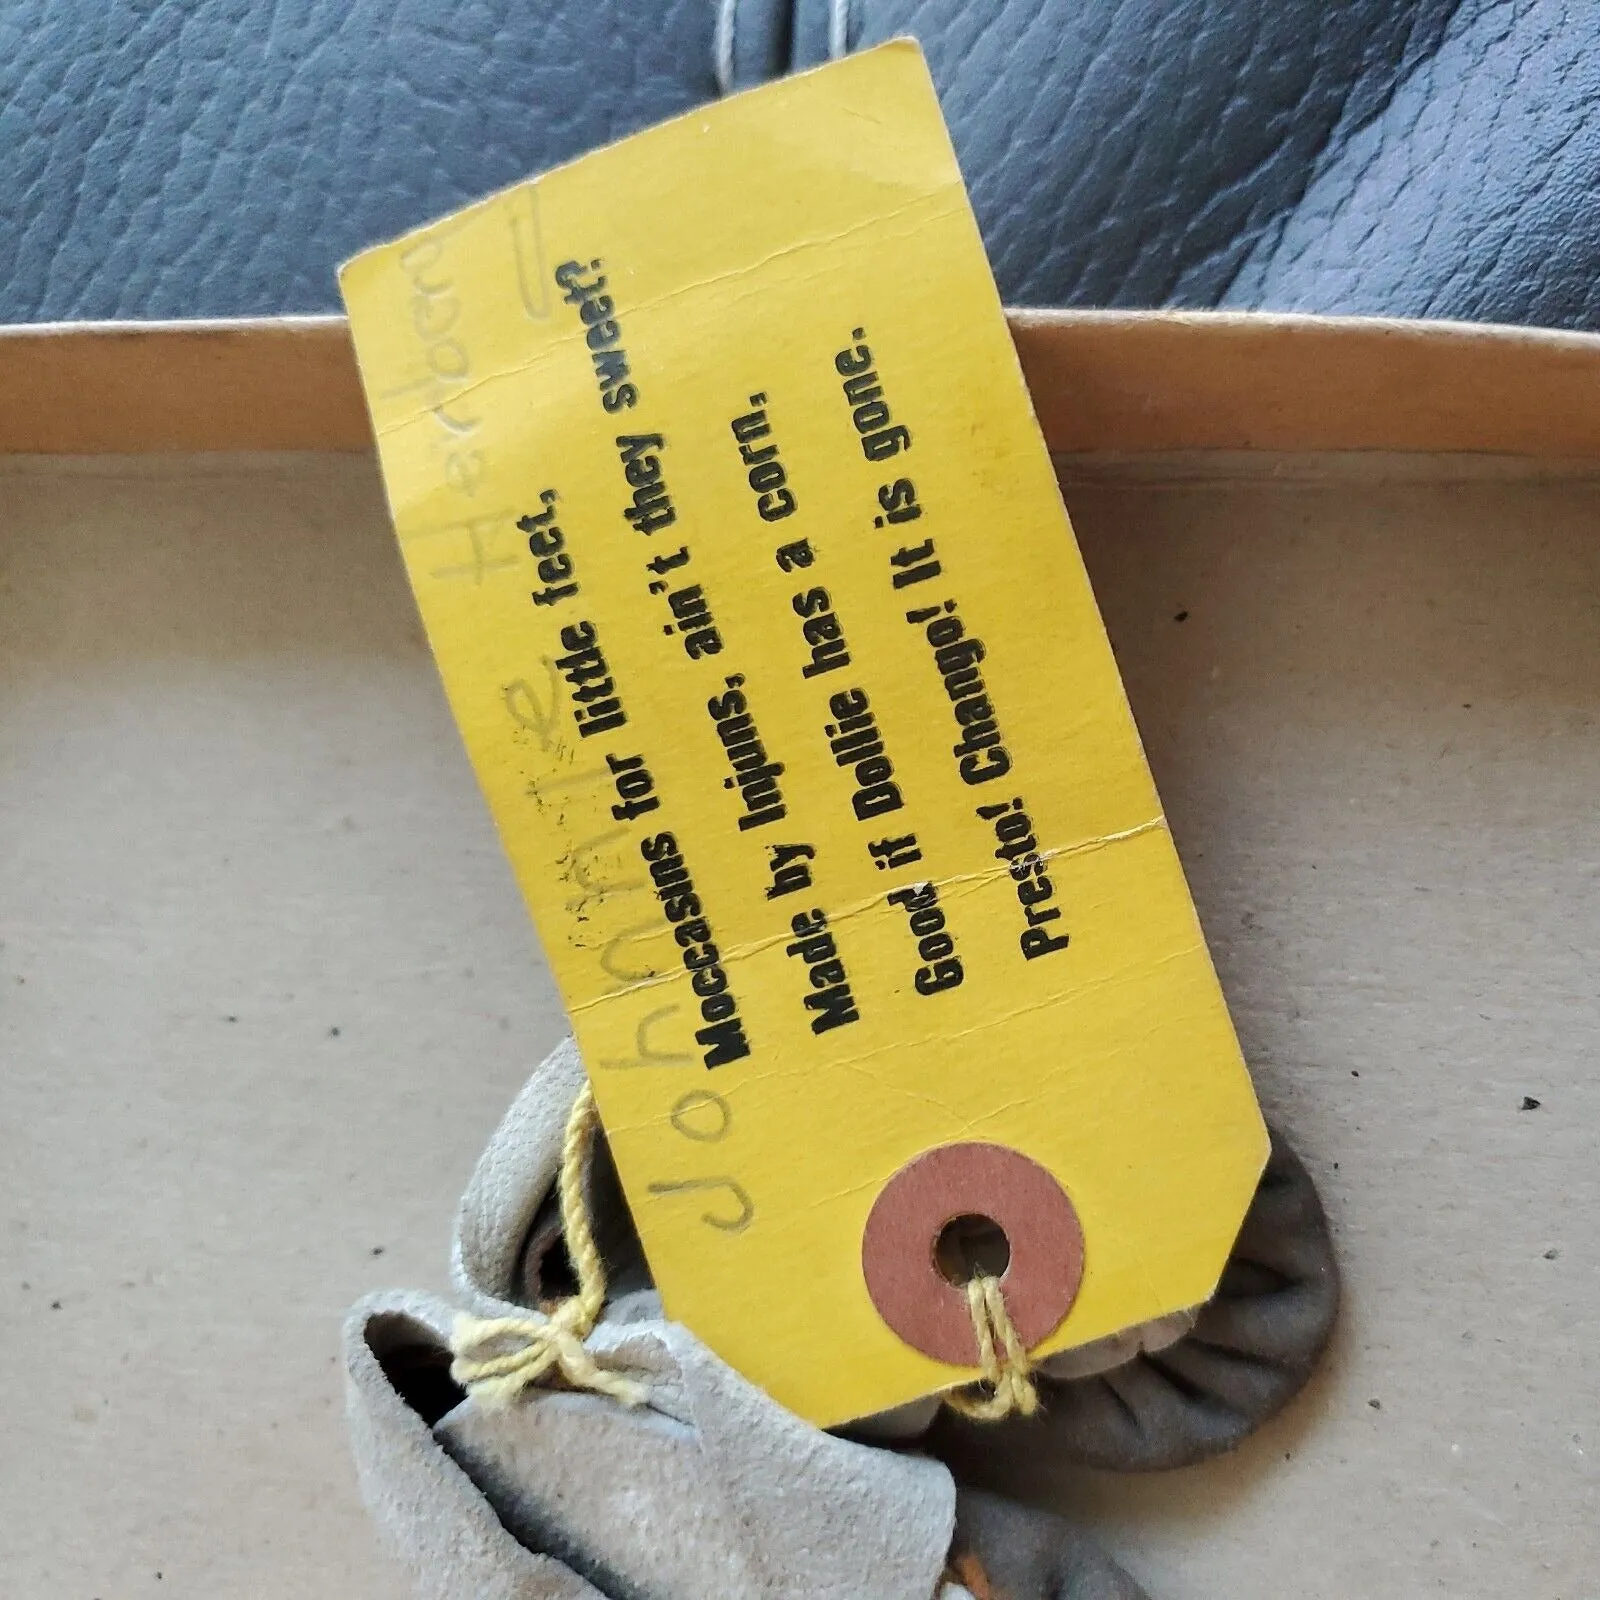 Johnnie
Moccasins for little feet,
Made by Injuns, ain't they sweet?
Good if Dollie has a corn,
Presto! Chango! It is gone.